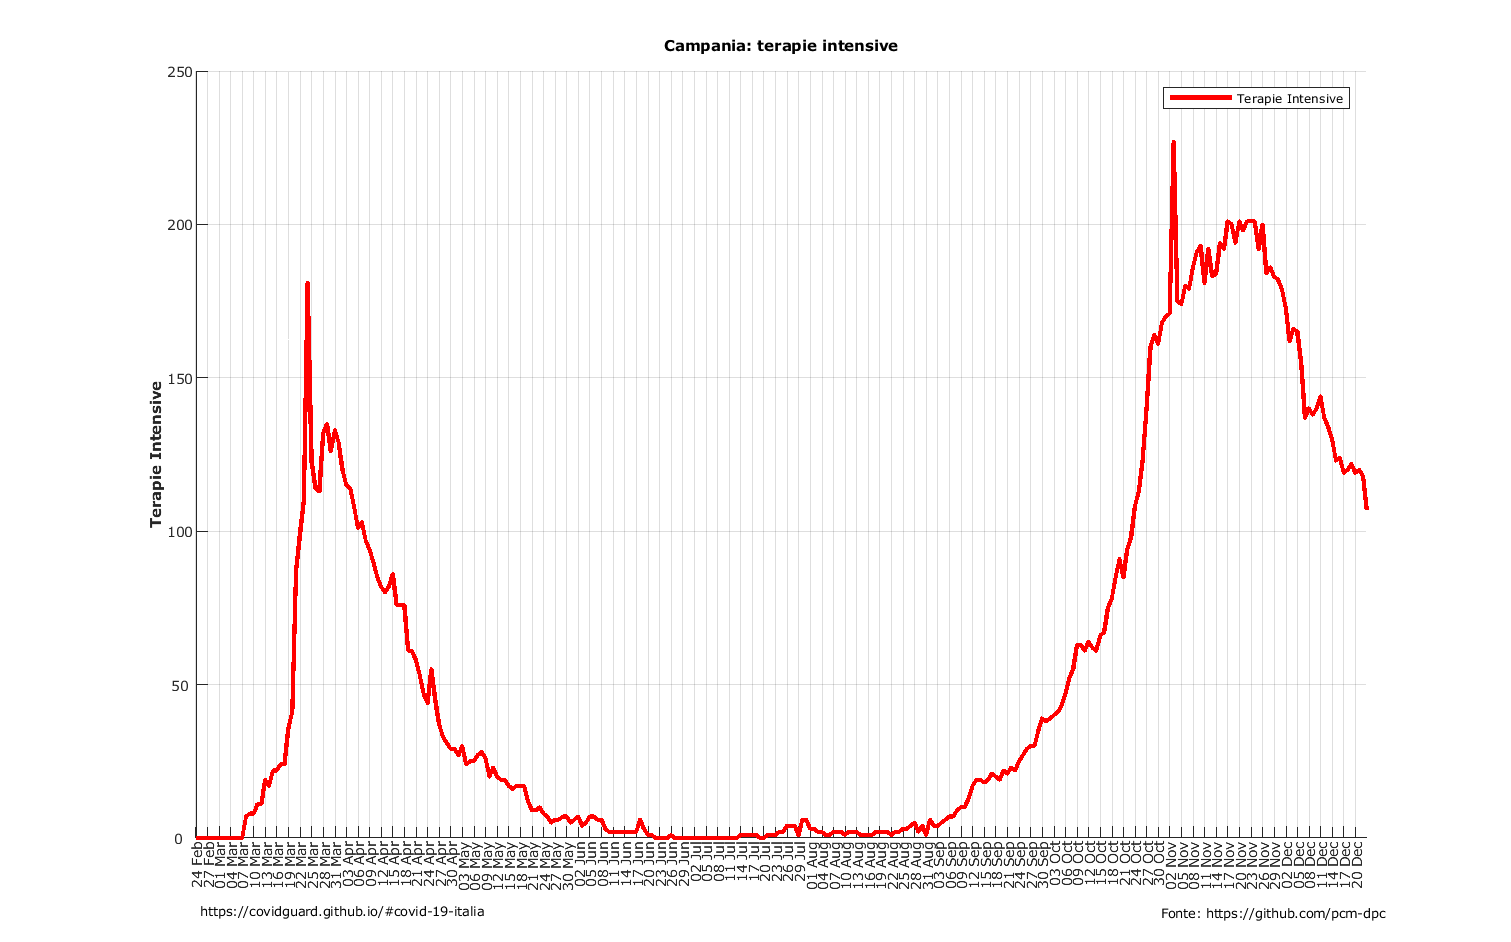 Campania: terapie intensive
Terapie Intensive
250
200
150
100
50
0
Terapie Intensive
24 Feb
27 Feb
01 Mar
04 Mar
07 Mar
10 Mar
13 Mar
16 Mar
19 Mar
22 Mar
25 Mar
28 Mar
31 Mar
03 Apr
06 Apr
09 Apr
12 Apr
15 Apr
18 Apr
21 Apr
24 Apr
27 Apr
30 Apr
03 May
06 May
09 May
12 May
15 May
18 May
21 May
24 May
27 May
30 May
02 Jun
05 Jun
08 Jun
11 Jun
14 Jun
17 Jun
20 Jun
23 Jun
26 Jun
29 Jun
02 Jul
05 Jul
08 Jul
11 Jul
14 Jul
17 Jul
20 Jul
23 Jul
26 Jul
29 Jul
01 Aug
04 Aug
07 Aug
10 Aug
13 Aug
16 Aug
19 Aug
22 Aug
25 Aug
28 Aug
31 Aug
03 Sep
06 Sep
09 Sep
12 Sep
15 Sep
18 Sep
21 Sep
24 Sep
27 Sep
30 Sep
03 Oct
06 Oct
09 Oct
12 Oct
15 Oct
18 Oct
21 Oct
24 Oct
27 Oct
30 Oct
02 Nov
05 Nov
08 Nov
11 Nov
14 Nov
17 Nov
20 Nov
23 Nov
26 Nov
29 Nov
02 Dec
05 Dec
08 Dec
11 Dec
14 Dec
17 Dec
20 Dec
https://covidguard.github.io/#covid-19-italia
Fonte: https://github.com/pcm-dpc